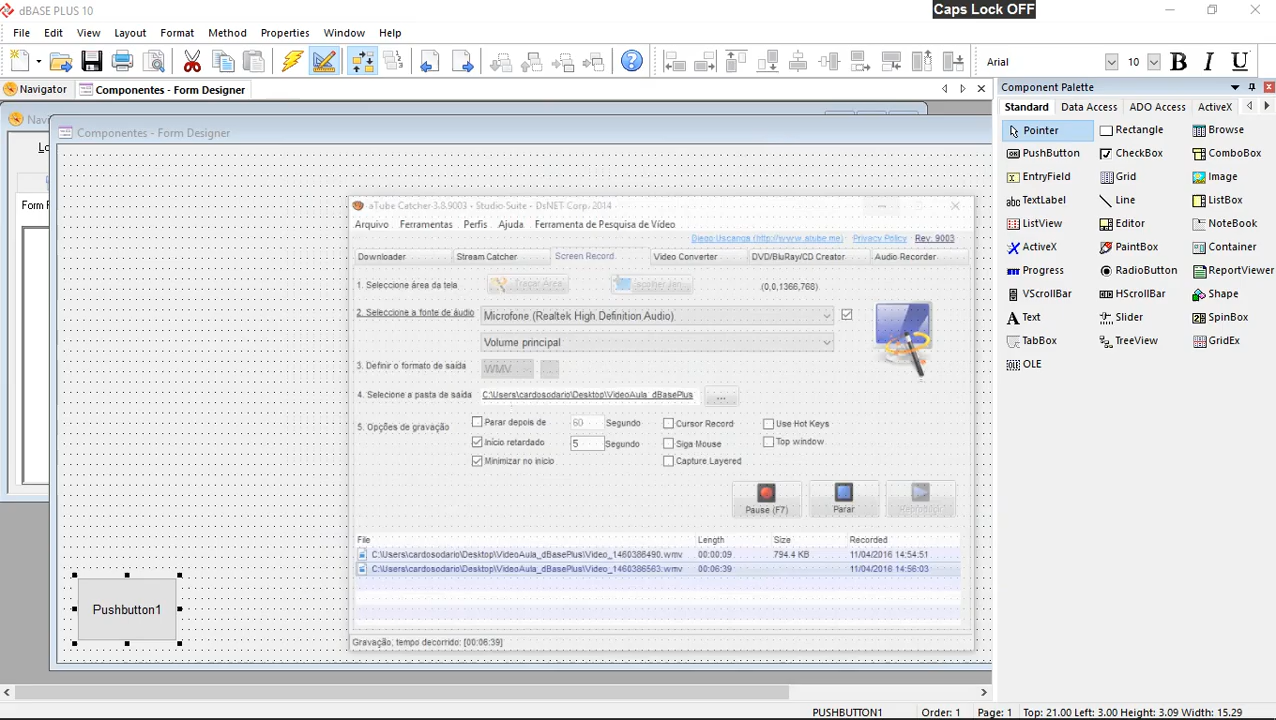 dBASE PLUS 10
Caps Lock OFF
File Edit View Layout Format Method Properties Window Help
Arial 10 B I U
Navigator Componentes - Form Designer
Component Palette
Standard Data Access ADO Access ActiveX
Pointer Rectangle Browse
PushButton CheckBox ComboBox
EntryField Grid Image
TextLabel Line ListBox
ListView Editor NoteBook
ActiveX PaintBox Container
Progress RadioButton ReportViewer
VScrollBar HScrollBar Shape
Text Slider SpinBox
TabBox TreeView GridEx
OLE
Nav
Componentes - Form Designer
Lo
Form F
aTube Catcher 3.8.9003 - Studio-Suite - DsNET Corp. 2014
Arquivo Ferramentas Perfis Ajuda Ferramenta de Pesquisa de Vídeo
Diego Uscanga (http://www.atube.me) Privacy Policy Rev. 9003
Downloader Stream Catcher Screen Record. Video Converter DVD/BluRay/CD Creator Audio Recorder
1. Seleccione área da tela Traçar Área scolher Jan .(0,0,1366,768)
2. Seleccione a fonte de áudio Microfone (Realtek High Definition Audio)
Volume principal
3. Definir o formato de saída WMV ...
4. Selecione a pasta de saída C:\Users\cardosodario\Desktop\VideoAula_dBasePlus ...
5. Opções de gravação Parar depois de 60 Segundo Cursor Record Use Hot Keys
Início retardado 5 Segundo Siga Mouse Top window
Minimizar no início Capture Layered
Pause (F7) Parar Reproduzir
File Length Size Recorded
C:\Users\cardosodario\Desktop\VideoAula_dBasePlus\Video_1460386490.wmv 00:00:09 794.4 KB 11/04/2016 14:54:51
C:\Users\cardosodario\Desktop\VideoAula_dBasePlus\Video_1460386563.wmv 00:06:39 11/04/2016 14:56:03
Gravação, tempo decorrido: [00:06:39]
Pushbutton1
PUSHBUTTON1 Order: 1 Page: 1 Top: 21.00 Left: 3.00 Height: 3.09 Width: 15.29